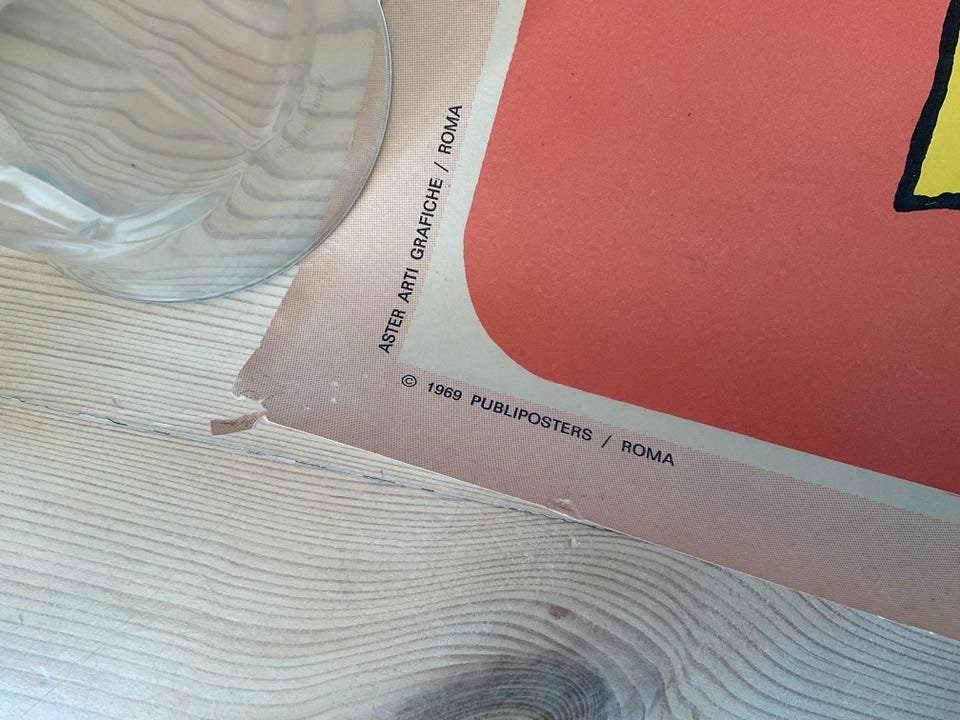 ASTER ARTI GRAFICHE / ROMA
© 1969 PUBLIPOSTERS / ROMA